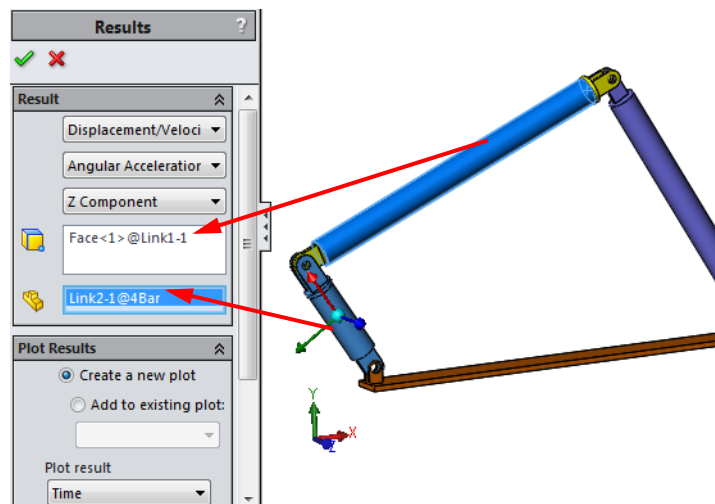 Results
?
Result
Displacement/Veloci
Angular Acceleration
Z Component
Face<1>@Link1-1
Link2-1@4Bar
Plot Results
Create a new plot
Add to existing plot:
Plot result
Time
Y
X
Z